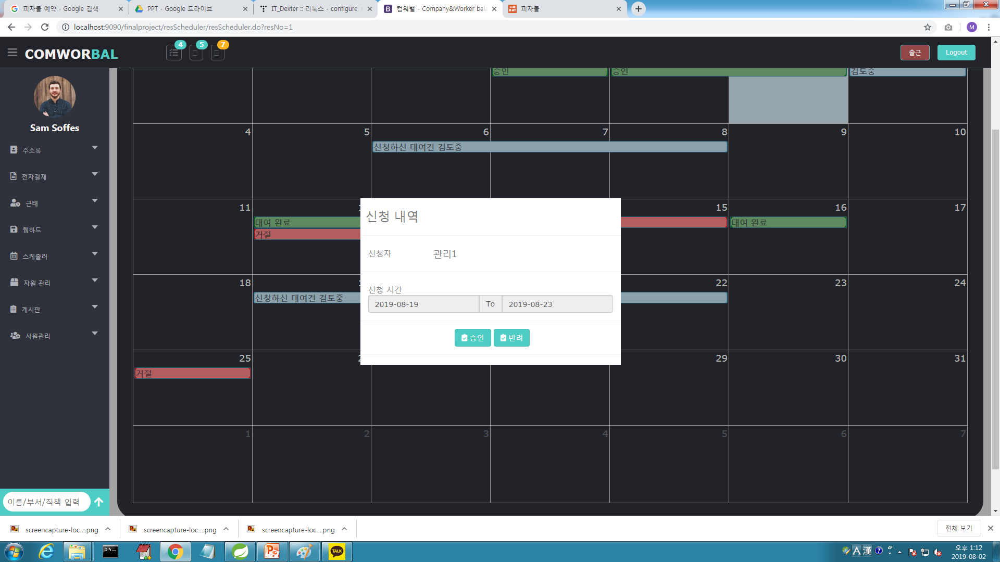 피자몰 예약 - Google 검색
PPT - Google 드라이브
IT_Dexter :: 리눅스 - configure,
컴워밸 - Company&Worker bala
피자몰
localhost:9090/finalproject/resScheduler/resScheduler.do?resNo=1
M
COMWORBAL
4
5
7
출근
Logout
Sam Soffes
주소록
전자결재
근태
웹하드
스케줄러
자원 관리
게시판
사원관리
이름/부서/직책 입력
승인
승인
검토중
4
5
6
7
8
9
10
신청하신 대여건 검토중
11
15
16
17
대여 완료
대여 완료
거절
18
22
23
24
신청하신 대여건 검토중
25
29
30
31
거절
1
2
3
4
5
6
7
신청 내역
신청자
관리1
신청 시간
2019-08-19
To
2019-08-23
승인
반려
screencapture-loc....png
screencapture-loc....png
screencapture-loc....png
전체 보기
TALK
A
漢
오후 1:12
2019-08-02